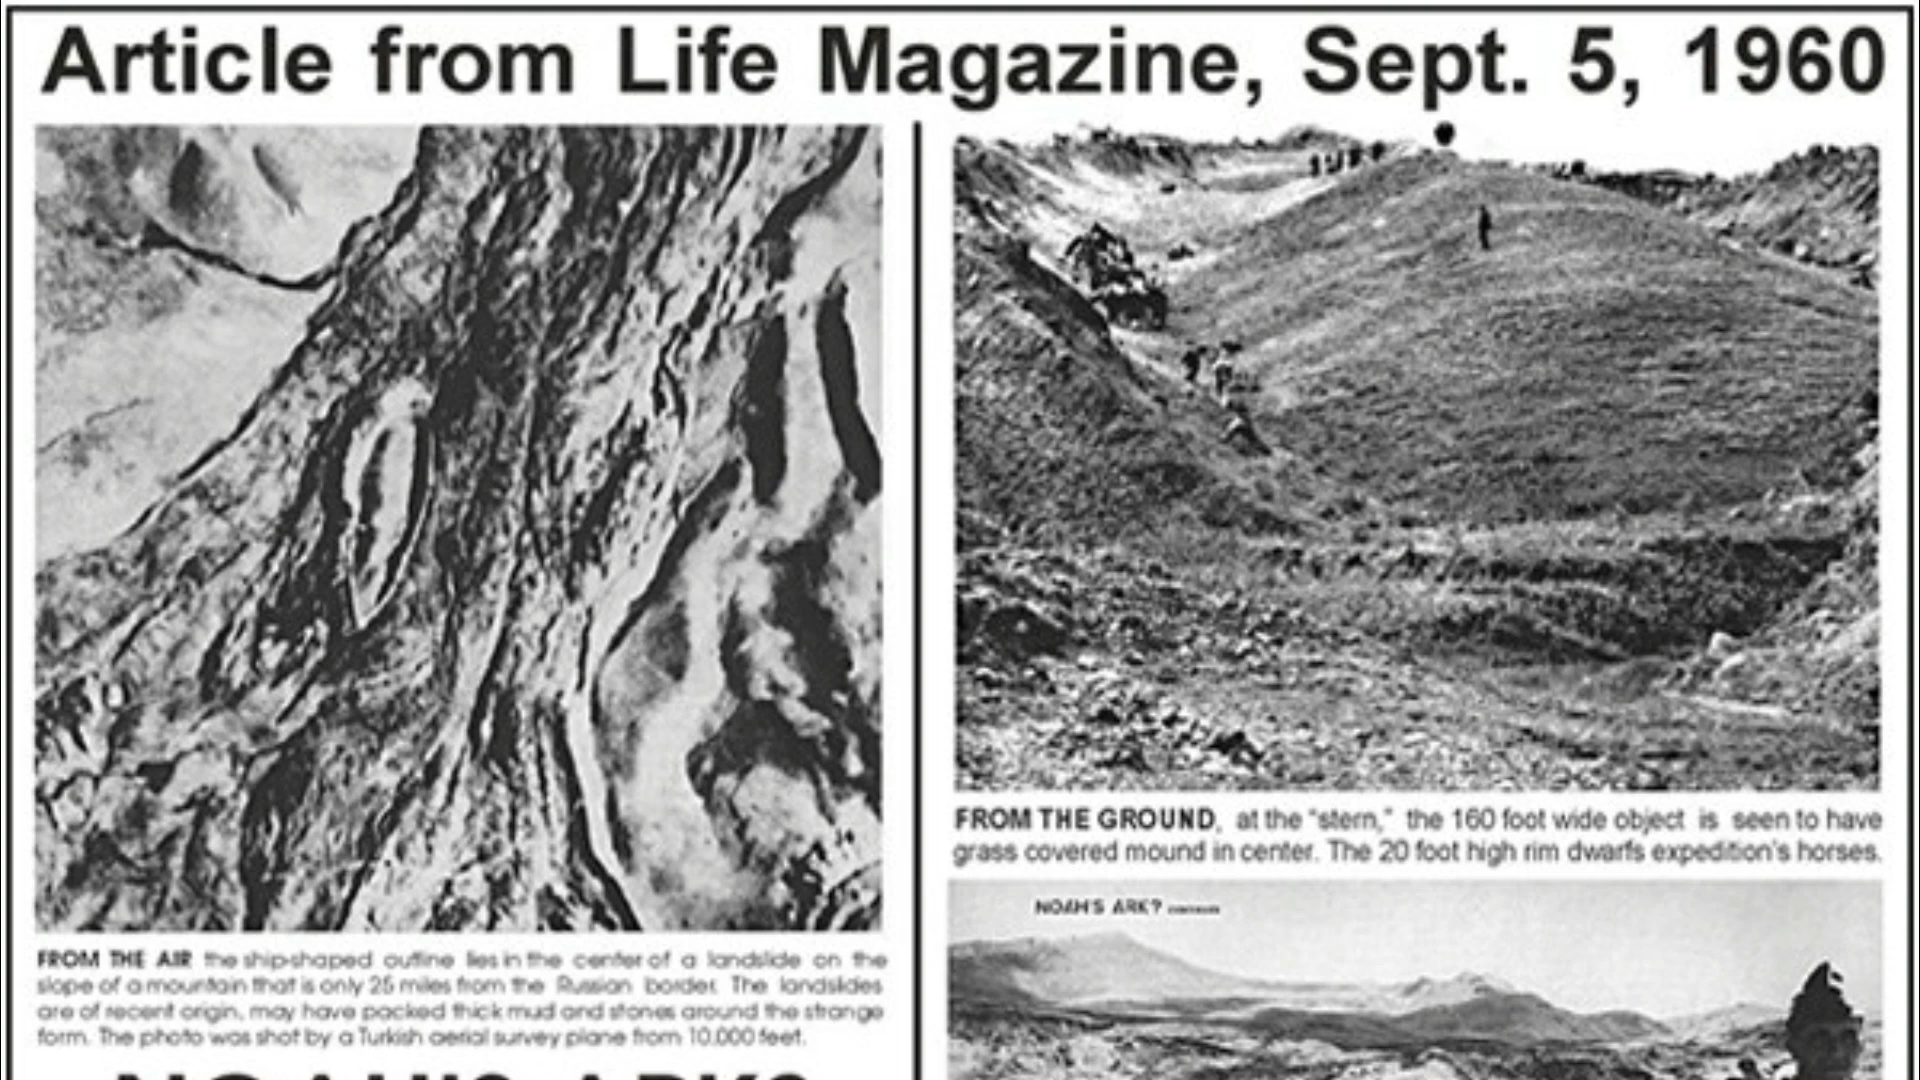 Article from Life Magazine, Sept. 5, 1960
FROM THE AIR the ship-shaped outline lies in the center of a landslide on the
slope of a mountain that is only 25 miles from the Russian border. The landslides
are of recent origin, may have packed thick mud and stones around the strange
form. The photo was shot by a Turkish aerial survey plane from 10,000 feet.
NOAH'S ARK?
FROM THE GROUND, at the "stern," the 160 foot wide object is seen to have
grass covered mound in center. The 20 foot high rim dwarfs expedition's horses.
NOAH'S ARK? CONTINUED